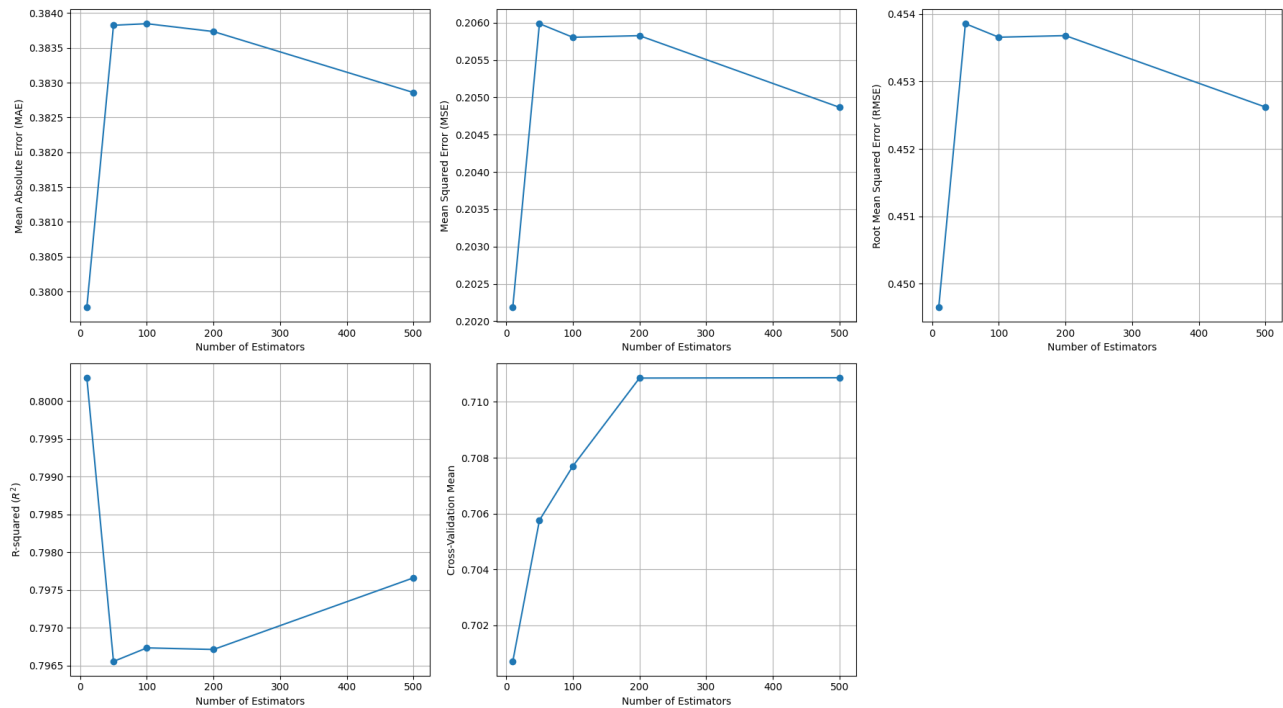 Mean Absolute Error (MAE)
0.3840
0.3835
0.3830
0.3825
0.3820
0.3815
0.3810
0.3805
0.3800
0 100 200 300 400 500
Number of Estimators
Mean Squared Error (MSE)
0.2060
0.2055
0.2050
0.2045
0.2040
0.2035
0.2030
0.2025
0.2020
0 100 200 300 400 500
Number of Estimators
Root Mean Squared Error (RMSE)
0.454
0.453
0.452
0.451
0.450
0 100 200 300 400 500
Number of Estimators
R-squared (R²)
0.8000
0.7995
0.7990
0.7985
0.7980
0.7975
0.7970
0.7965
0 100 200 300 400 500
Number of Estimators
Cross-Validation Mean
0.710
0.708
0.706
0.704
0.702
0 100 200 300 400 500
Number of Estimators